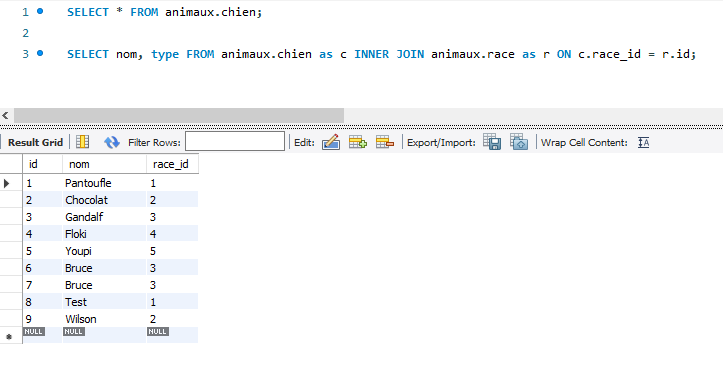 1 SELECT * FROM animaux.chien;
2
3 SELECT nom, type FROM animaux.chien as c INNER JOIN animaux.race as r ON c.race_id = r.id;
Result Grid Filter Rows: Edit: Export/Import: Wrap Cell Content: IA
id nom race_id
1 Pantoufle 1
2 Chocolat 2
3 Gandalf 3
4 Floki 4
5 Youpi 5
6 Bruce 3
7 Bruce 3
8 Test 1
9 Wilson 2
NULL NULL NULL